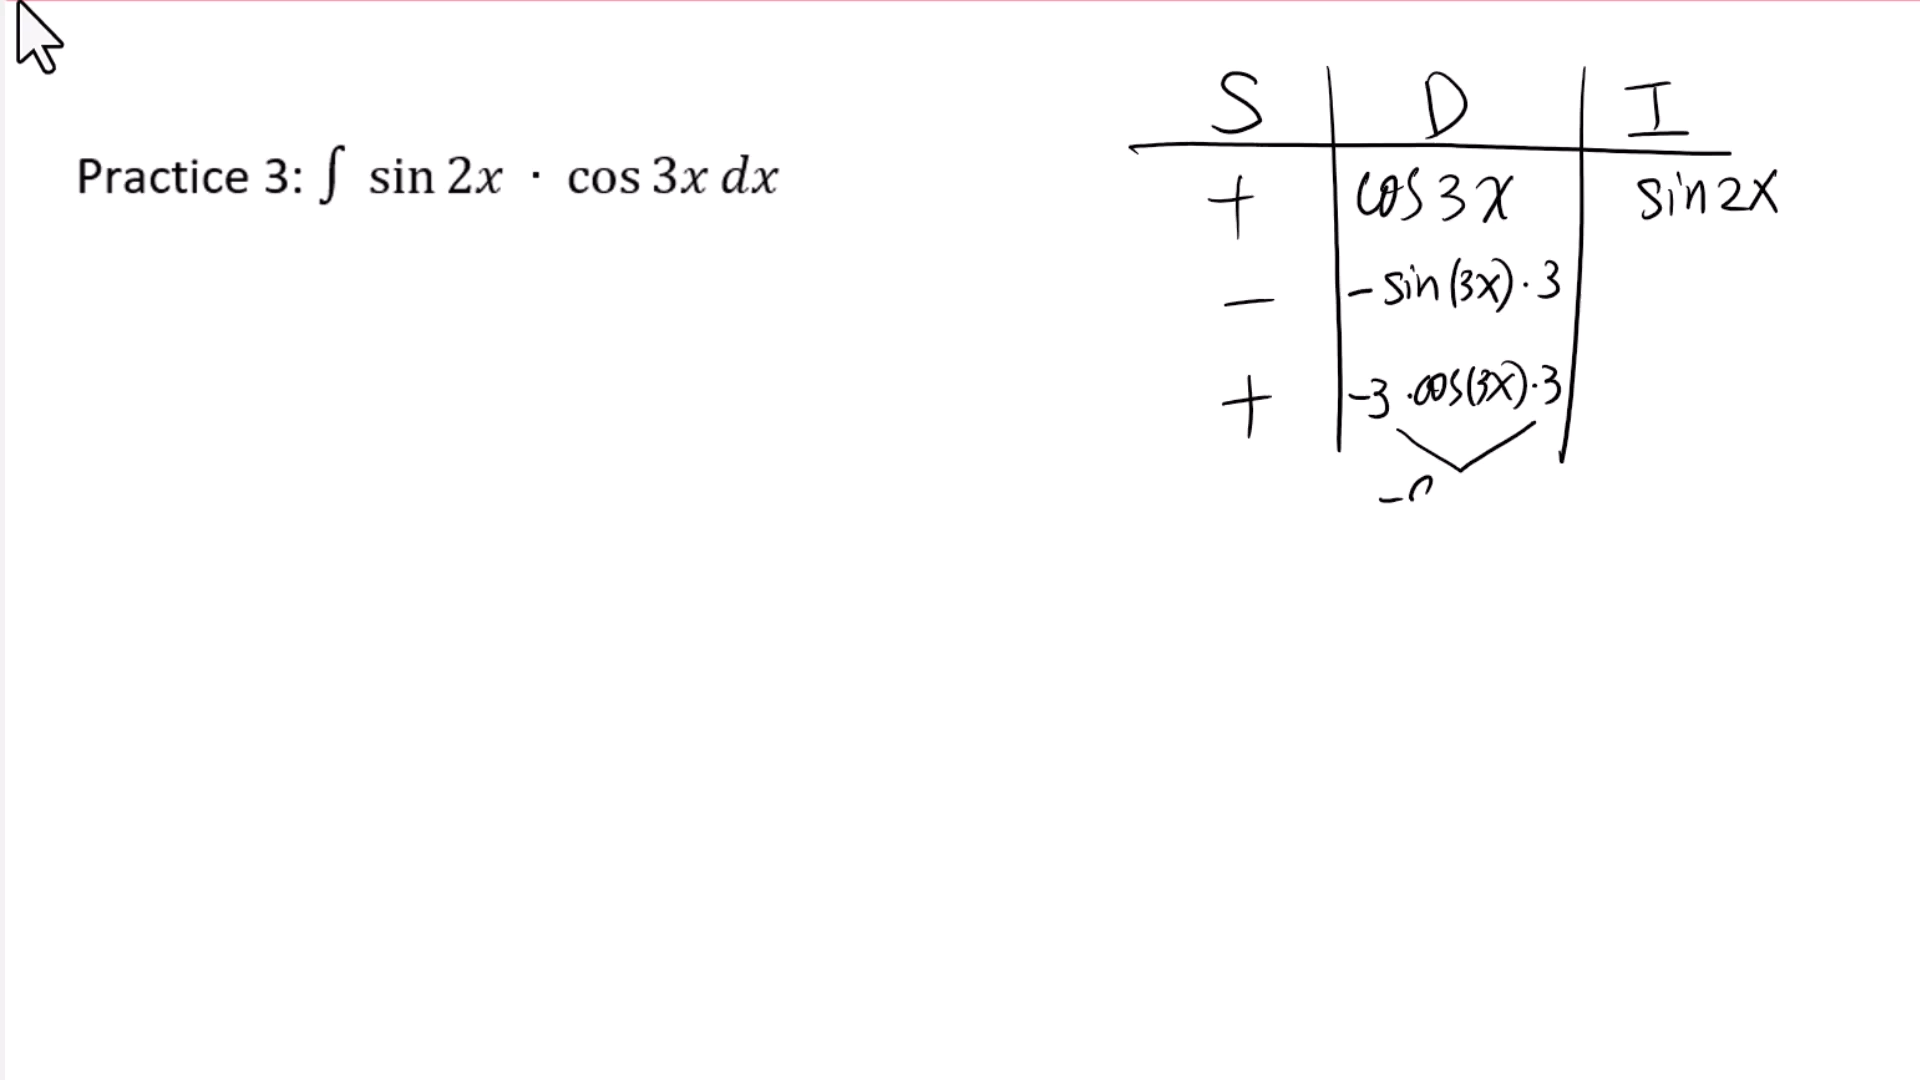 Practice 3: ∫ sin 2x · cos 3x dx
S D I
+ cos 3x sin 2x
− −sin(3x)·3
+ −3·cos(3x)·3